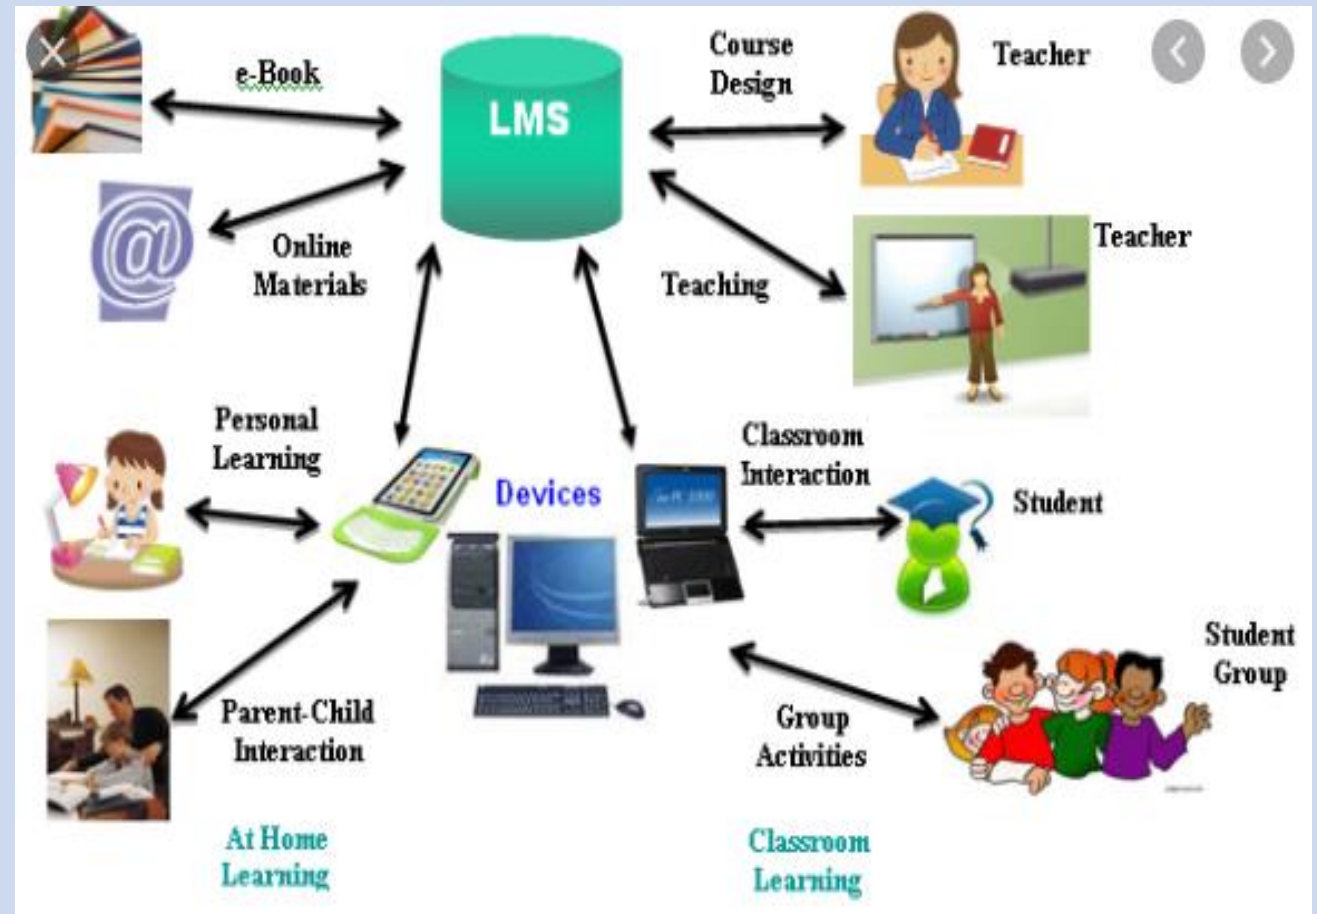 e-Book
LMS
Course
Design
Teacher
Online
Materials
Teaching
Teacher
Personal
Learning
Devices
Classroom
Interaction
Student
Parent-Child
Interaction
Group
Activities
Student
Group
At Home
Learning
Classroom
Learning